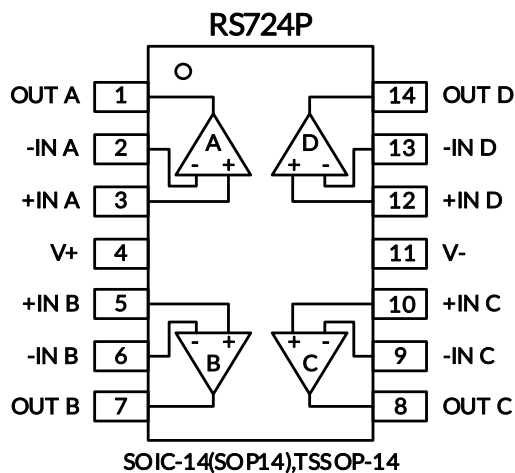 RS724P
OUT A 1 14 OUT D
-IN A 2 A D 13 -IN D
- + + -
+IN A 3 12 +IN D
V+ 4 11 V-
+IN B 5 10 +IN C
- + + -
-IN B 6 B C 9 -IN C
OUT B 7 8 OUT C
SOIC-14(SOP14),TSSOP-14